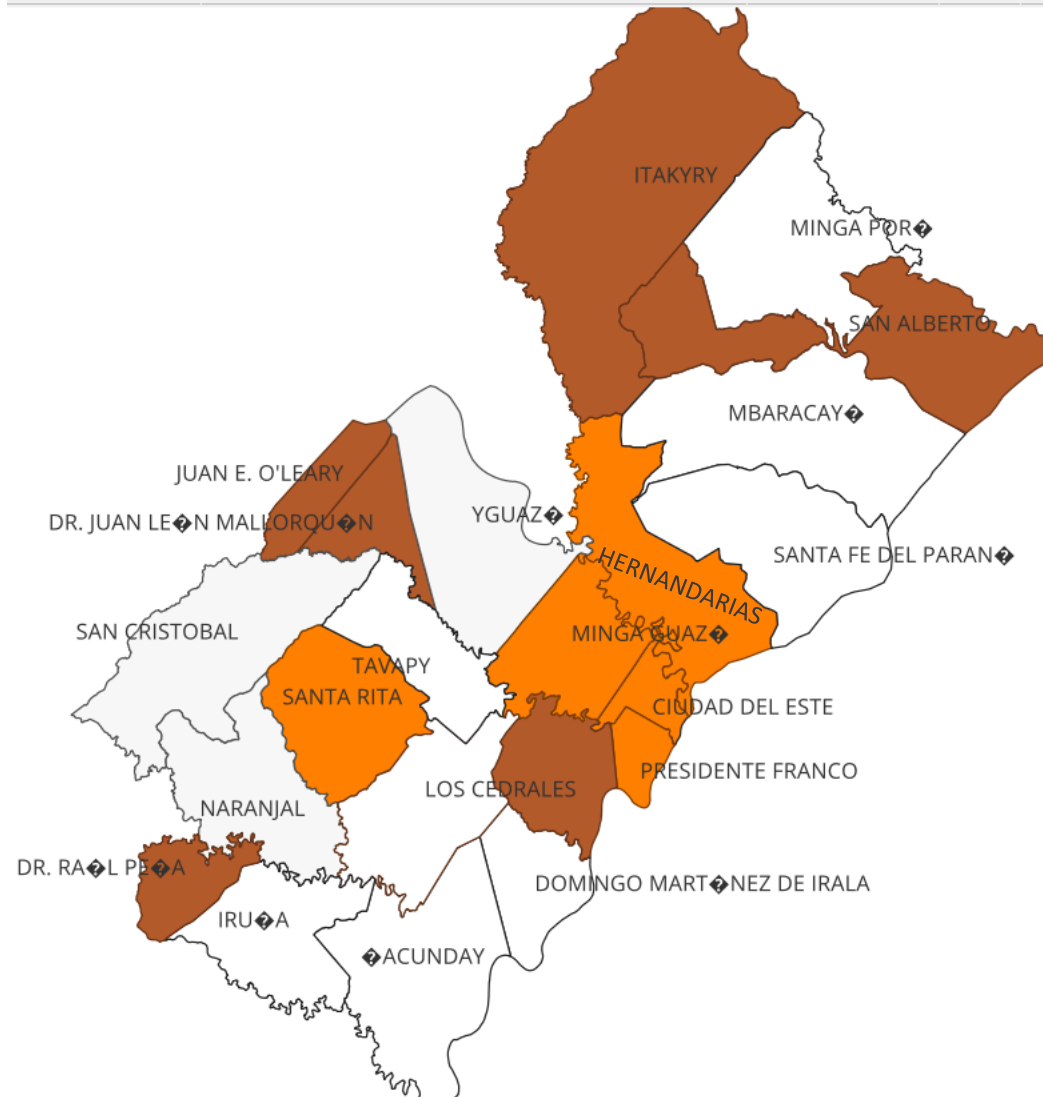 ITAKYRY
MINGA POR�
SAN ALBERTO
MBARACAY�
JUAN E. O'LEARY
YGUAZ�
DR. JUAN LE�N MALLORQU�N
SANTA FE DEL PARAN�
HERNANDARIAS
SAN CRISTOBAL
MINGA GUAZ�
TAVAPY
SANTA RITA
CIUDAD DEL ESTE
PRESIDENTE FRANCO
LOS CEDRALES
NARANJAL
DR. RA�L PE�A
DOMINGO MART�NEZ DE IRALA
IRU�A
�ACUNDAY